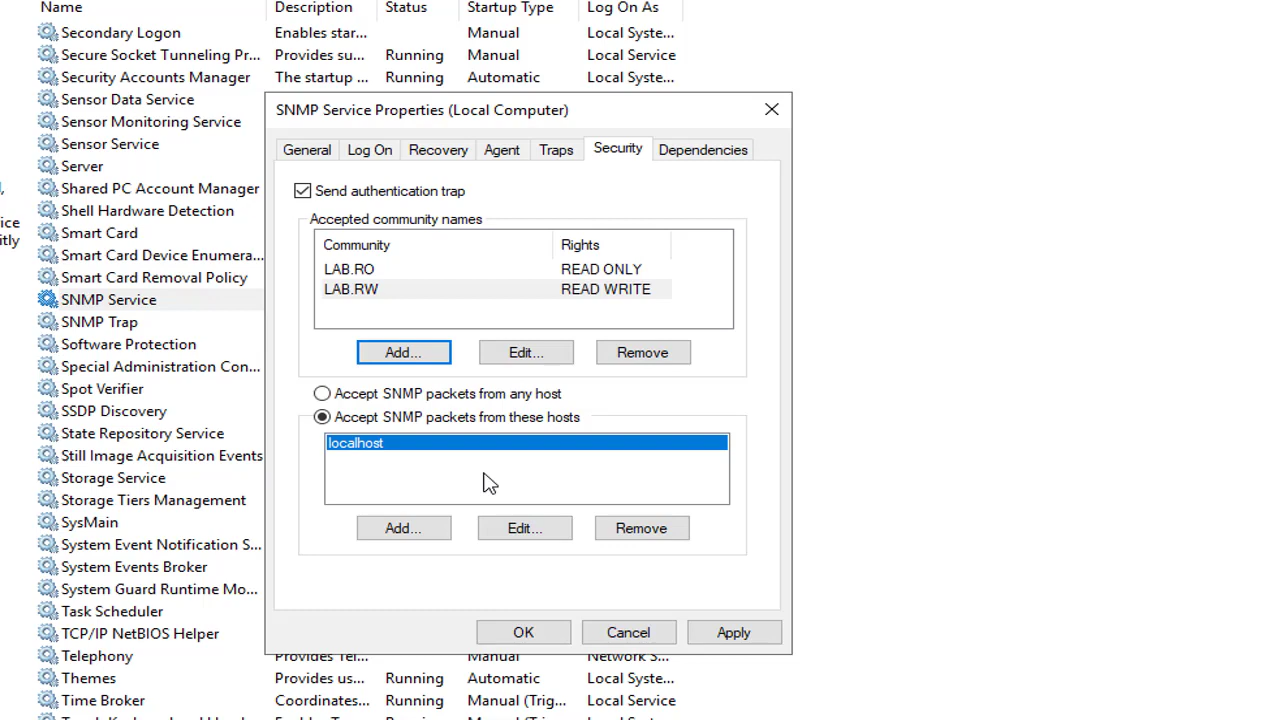 Name Description Status Startup Type Log On As
Secondary Logon Enables star... Manual Local Syste...
Secure Socket Tunneling Pr... Provides su... Running Manual Local Service
Security Accounts Manager The startup ... Running Automatic Local Syste...
Sensor Data Service
Sensor Monitoring Service
Sensor Service
Server
Shared PC Account Manager
Shell Hardware Detection
Smart Card
Smart Card Device Enumera...
Smart Card Removal Policy
SNMP Service
SNMP Trap
Software Protection
Special Administration Con...
Spot Verifier
SSDP Discovery
State Repository Service
Still Image Acquisition Events
Storage Service
Storage Tiers Management
SysMain
System Event Notification S...
System Events Broker
System Guard Runtime Mo...
Task Scheduler
TCP/IP NetBIOS Helper
Telephony Provides Tel... Manual Network S...
Themes Provides us... Running Automatic Local Syste...
Time Broker Coordinates... Running Manual (Trig... Local Service
SNMP Service Properties (Local Computer)
General Log On Recovery Agent Traps Security Dependencies
Send authentication trap
Accepted community names
Community Rights
LAB.RO READ ONLY
LAB.RW READ WRITE
Add... Edit... Remove
Accept SNMP packets from any host
Accept SNMP packets from these hosts
localhost
Add... Edit... Remove
OK Cancel Apply